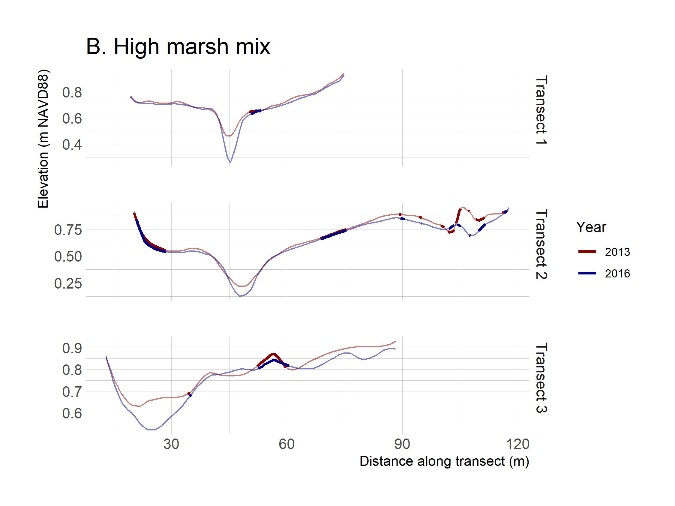 B. High marsh mix
Elevation (m NAVD88)
0.8
0.6
0.4
Transect 1
0.75
0.50
0.25
Transect 2
0.9
0.8
0.7
0.6
Transect 3
30 60 90 120
Distance along transect (m)
Year
2013
2016